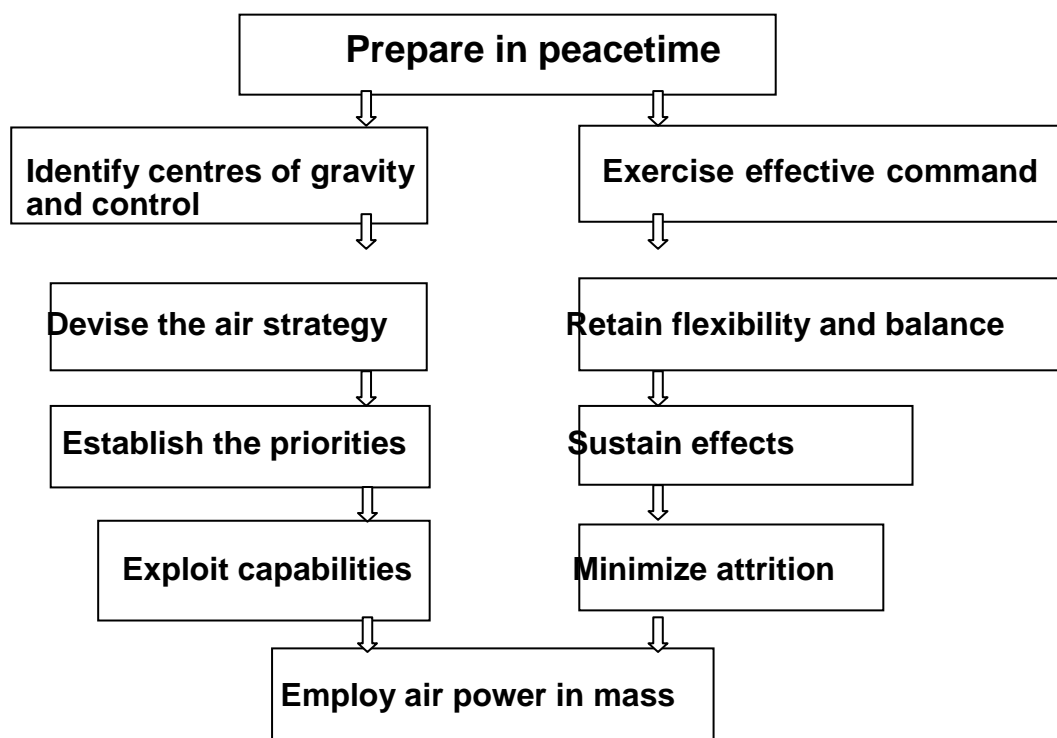 Prepare in peacetime
Identify centres of gravity
and control
Exercise effective command
Devise the air strategy
Retain flexibility and balance
Establish the priorities
Sustain effects
Exploit capabilities
Minimize attrition
Employ air power in mass